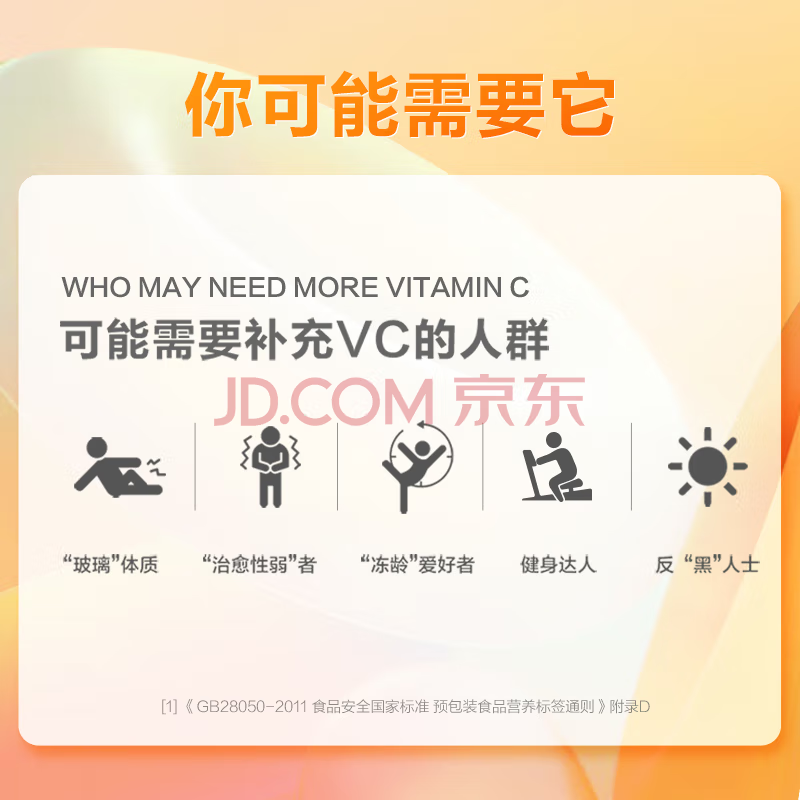 你可能需要它
WHO MAY NEED MORE VITAMIN C
可能需要补充VC的人群
JD.COM 京东
“玻璃”体质
“治愈性弱”者
“冻龄”爱好者
健身达人
反“黑”人士
[1]《GB28050-2011 食品安全国家标准 预包装食品营养标签通则》附录D